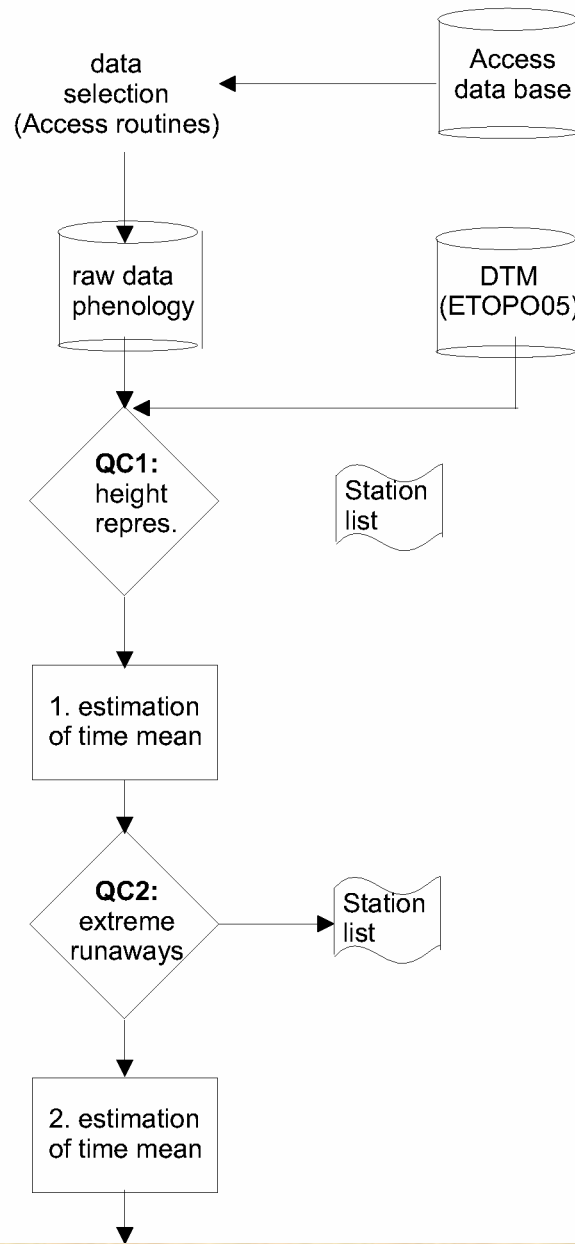 data
selection
(Access routines)
Access
data base
raw data
phenology
DTM
(ETOPO05)
QC1:
height
repres.
Station
list
1. estimation
of time mean
QC2:
extreme
runaways
Station
list
2. estimation
of time mean